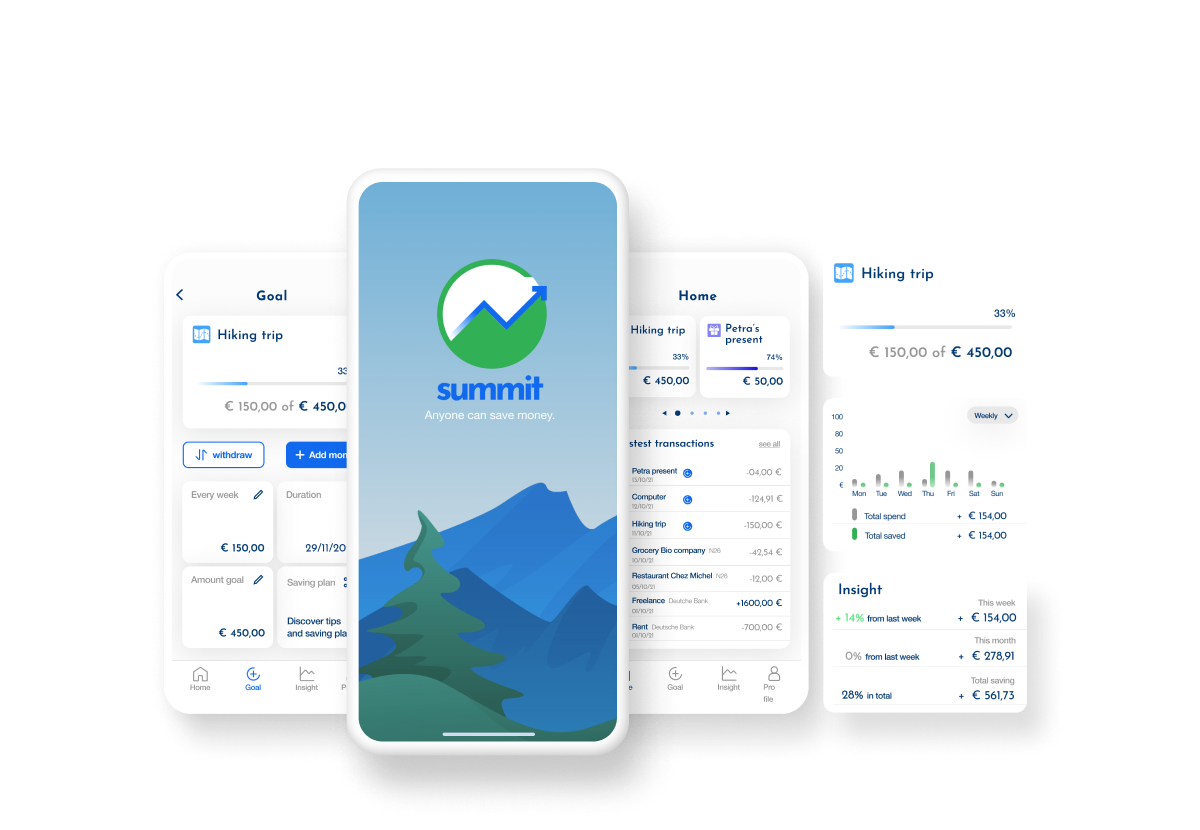 Goal
Hiking trip
33
€ 150,00 of € 450,0
withdraw
+ Add mon
Every week
€ 150,00
Duration
29/11/20
Amount goal
€ 450,00
Saving plan
Discover tips
and saving pla
Home
Goal
Insight
P
summit
Anyone can save money.
Home
Hiking trip
33%
€ 450,00
Petra's
present
74%
€ 50,00
stest transactions
see all
Petra present
13/10/21
-04,00 €
Computer
12/10/21
-124,91 €
Hiking trip
11/10/21
-150,00 €
Grocery Bio company N26
10/10/21
-42,54 €
Restaurant Chez Michel N26
05/10/21
-12,00 €
Freelance Deutche Bank
01/10/21
+1600,00 €
Rent Deutsche Bank
01/10/21
-700,00 €
e
Goal
Insight
Pro
file
Hiking trip
33%
€ 150,00 of € 450,00
Weekly
100
80
50
20
€
Mon Tue Wed Thu Fri Sat Sun
Total spend + € 154,00
Total saved + € 154,00
Insight
This week
+ 14% from last week + € 154,00
This month
0% from last week + € 278,91
Total saving
28% in total + € 561,73